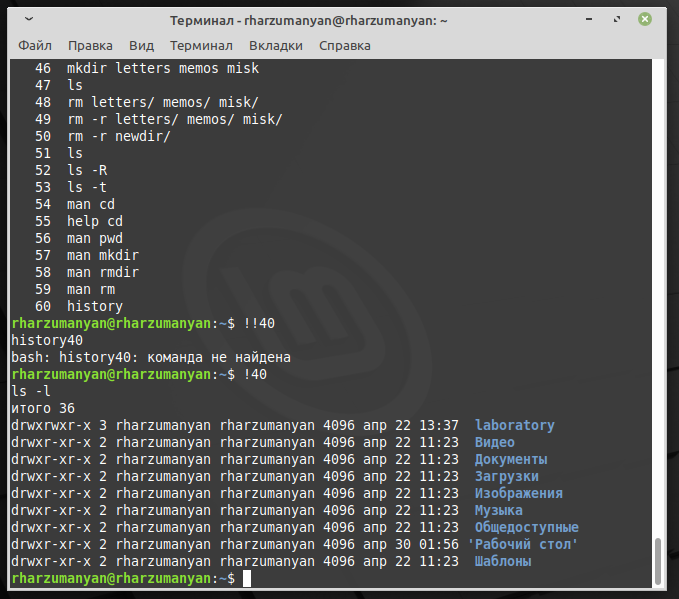 Терминал - rharzumanyan@rharzumanyan: ~
Файл Правка Вид Терминал Вкладки Справка
46 mkdir letters memos misk
47 ls
48 rm letters/ memos/ misk/
49 rm -r letters/ memos/ misk/
50 rm -r newdir/
51 ls
52 ls -R
53 ls -t
54 man cd
55 help cd
56 man pwd
57 man mkdir
58 man rmdir
59 man rm
60 history
rharzumanyan@rharzumanyan:~$ !!40
history40
bash: history40: команда не найдена
rharzumanyan@rharzumanyan:~$ !40
ls -l
итого 36
drwxrwxr-x 3 rharzumanyan rharzumanyan 4096 апр 22 13:37 laboratory
drwxr-xr-x 2 rharzumanyan rharzumanyan 4096 апр 22 11:23 Видео
drwxr-xr-x 2 rharzumanyan rharzumanyan 4096 апр 22 11:23 Документы
drwxr-xr-x 2 rharzumanyan rharzumanyan 4096 апр 22 11:23 Загрузки
drwxr-xr-x 2 rharzumanyan rharzumanyan 4096 апр 22 11:23 Изображения
drwxr-xr-x 2 rharzumanyan rharzumanyan 4096 апр 22 11:23 Музыка
drwxr-xr-x 2 rharzumanyan rharzumanyan 4096 апр 22 11:23 Общедоступные
drwxr-xr-x 2 rharzumanyan rharzumanyan 4096 апр 30 01:56 'Рабочий стол'
drwxr-xr-x 2 rharzumanyan rharzumanyan 4096 апр 22 11:23 Шаблоны
rharzumanyan@rharzumanyan:~$